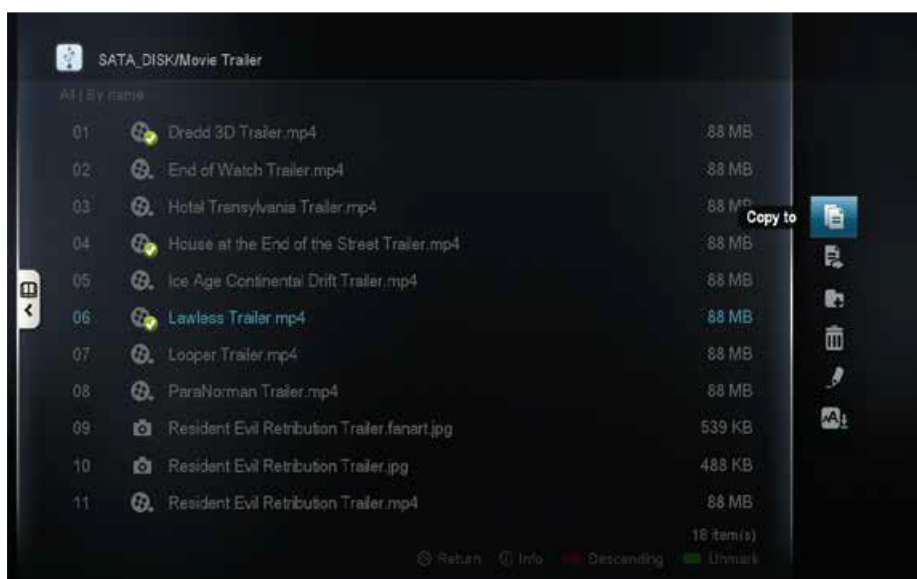 SATA_DISK/Movie Trailer
All | By name
01 Dredd 3D Trailer.mp4 88 MB
02 End of Watch Trailer.mp4 88 MB
03 Hotel Transylvania Trailer.mp4 88 MB
Copy to
04 House at the End of the Street Trailer.mp4 88 MB
05 Ice Age Continental Drift Trailer.mp4 88 MB
06 Lawless Trailer.mp4 88 MB
07 Looper Trailer.mp4 88 MB
08 ParaNorman Trailer.mp4 88 MB
09 Resident Evil Retribution Trailer.fanart.jpg 539 KB
10 Resident Evil Retribution Trailer.jpg 488 KB
11 Resident Evil Retribution Trailer.mp4 88 MB
18 item(s)
Return Info Descending Unmark